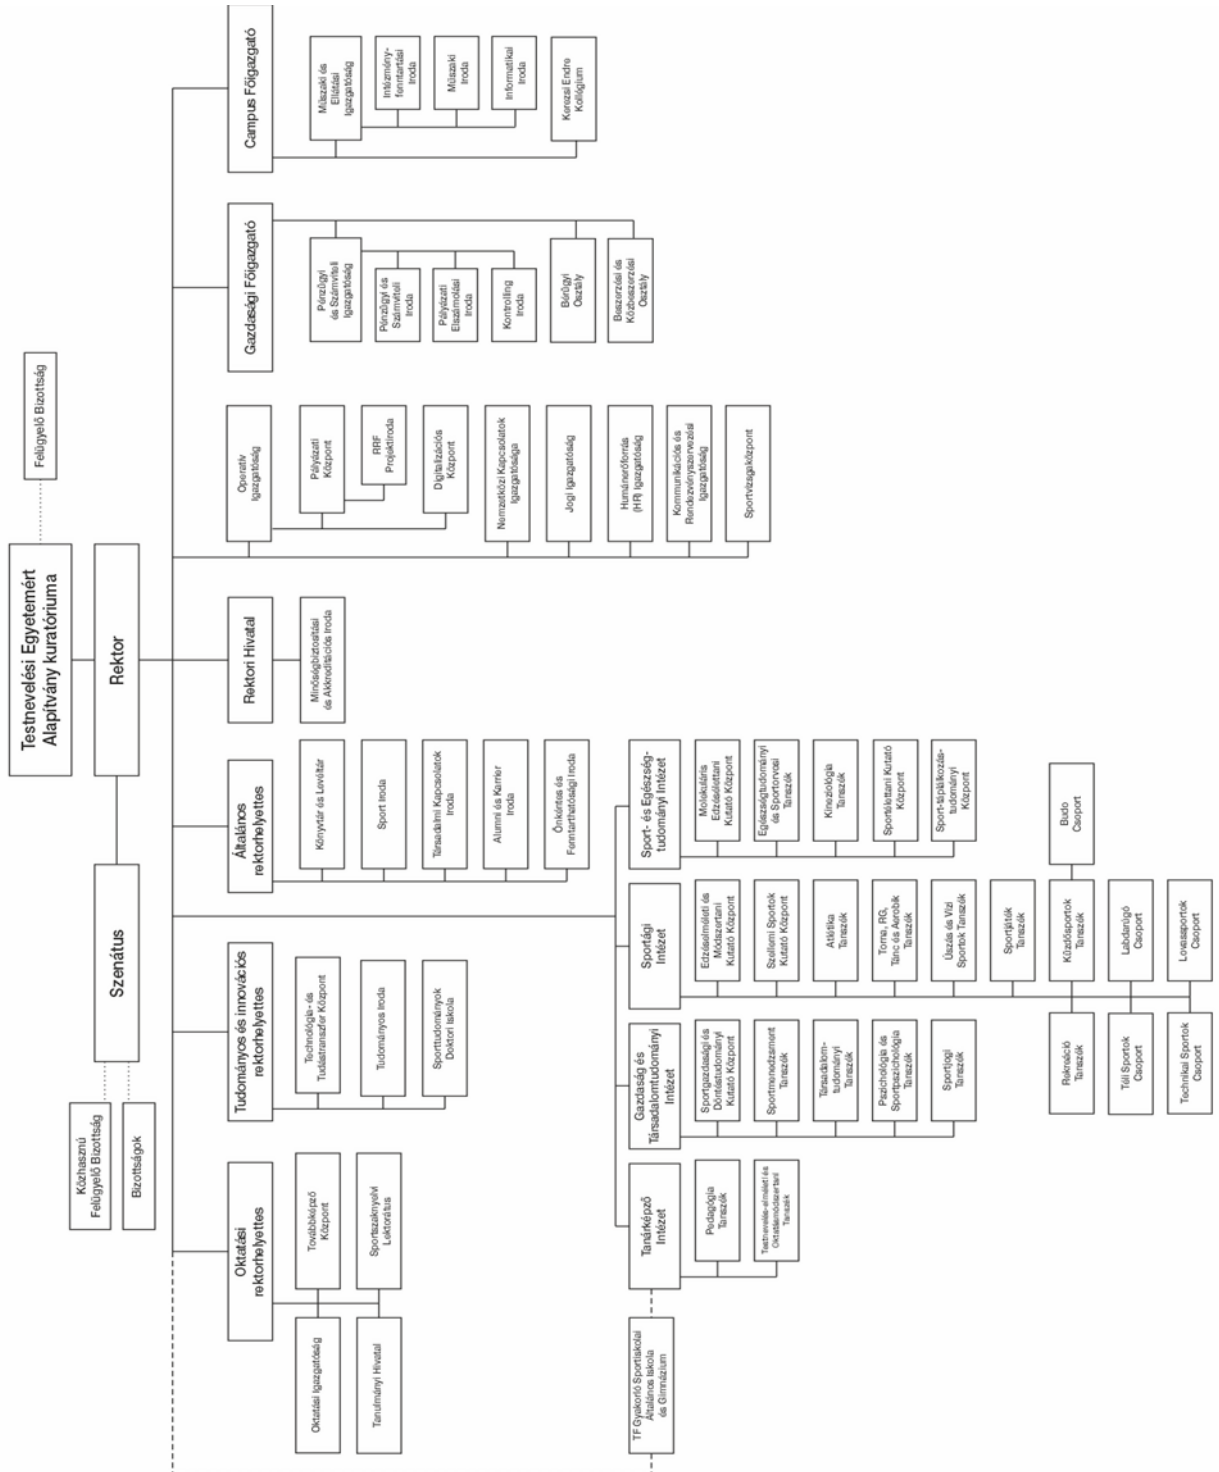 Testnevelési Egyetemért
Alapítvány kuratóriuma
Felügyelő Bizottság
Rektor
Szenátus
Közhasznú
Felügyelő Bizottság
Bizottságok
Oktatási
rektorhelyettes
Oktatási Igazgatóság
Továbbképző
Központ
Tanulmányi Hivatal
Sportszaknyelvi
Lektorátus
Tudományos és innovációs
rektorhelyettes
Technológia- és
Tudástranszfer Központ
Tudományos Iroda
Sporttudományok
Doktori Iskola
Általános
rektorhelyettes
Könyvtár és Levéltár
Sport Iroda
Társadalmi Kapcsolatok
Iroda
Alumni és Karrier
Iroda
Önkéntes és
Fenntarthatósági Iroda
Rektori Hivatal
Minőségbiztosítási
és Akkreditációs Iroda
Operatív
Igazgatóság
Pályázati
Központ
RRF
Projektiroda
Digitalizációs
Központ
Nemzetközi Kapcsolatok
Igazgatósága
Jogi Igazgatóság
Humánerőforrás
(HR) Igazgatóság
Kommunikációs és
Rendezvényszervezési
Igazgatóság
Sportvizsgaközpont
Gazdasági Főigazgató
Pénzügyi
és Számviteli
Igazgatóság
Pénzügyi és
Számviteli
Iroda
Pályázati
Elszámolási
Iroda
Kontrolling
Iroda
Bérügyi
Osztály
Beszerzési és
Közbeszerzési
Osztály
Campus Főigazgató
Műszaki és
Ellátási
Igazgatóság
Intézmény-
fenntartási
Iroda
Műszaki
Iroda
Informatikai
Iroda
Kerezsi Endre
Kollégium
TF Gyakorló Sportiskolai
Általános Iskola
és Gimnázium
Tanárképző
Intézet
Pedagógia
Tanszék
Testnevelés-elméleti és
Oktatásmódszertani
Tanszék
Gazdaság és
Társadalomtudományi
Intézet
Sportgazdasági és
Döntéstudományi
Kutató Központ
Sportmenedzsment
Tanszék
Társadalom-
tudományi
Tanszék
Pszichológia és
Sportpszichológia
Tanszék
Sportjogi
Tanszék
Sportági
Intézet
Edzéselméleti és
Módszertani
Kutató Központ
Szellemi Sportok
Kutató Központ
Atlétika
Tanszék
Torna, RG,
Tánc és Aerobik
Tanszék
Úszás és Vízi
Sportok Tanszék
Sportjáték
Tanszék
Rekreáció
Tanszék
Küzdősportok
Tanszék
Budo
Csoport
Téli Sportok
Csoport
Labdarúgó
Csoport
Technikai Sportok
Csoport
Lovassportok
Csoport
Sport- és Egészség-
tudományi Intézet
Molekuláris
Edzésélettani
Kutató Központ
Egészségtudományi
és Sportorvosi
Tanszék
Kineziológia
Tanszék
Sportélettani Kutató
Központ
Sport-táplálkozás-
tudományi
Központ